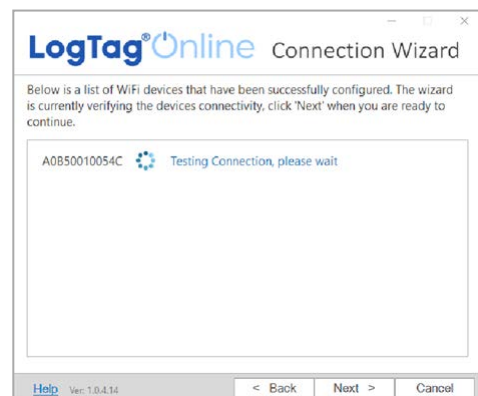 LogTag® Online Connection Wizard
Below is a list of WiFi devices that have been successfully configured. The wizard
is currently verifying the devices connectivity, click 'Next' when you are ready to
continue.
A0B50010054C Testing Connection, please wait
Help Ver: 1.0.4.14 < Back Next > Cancel